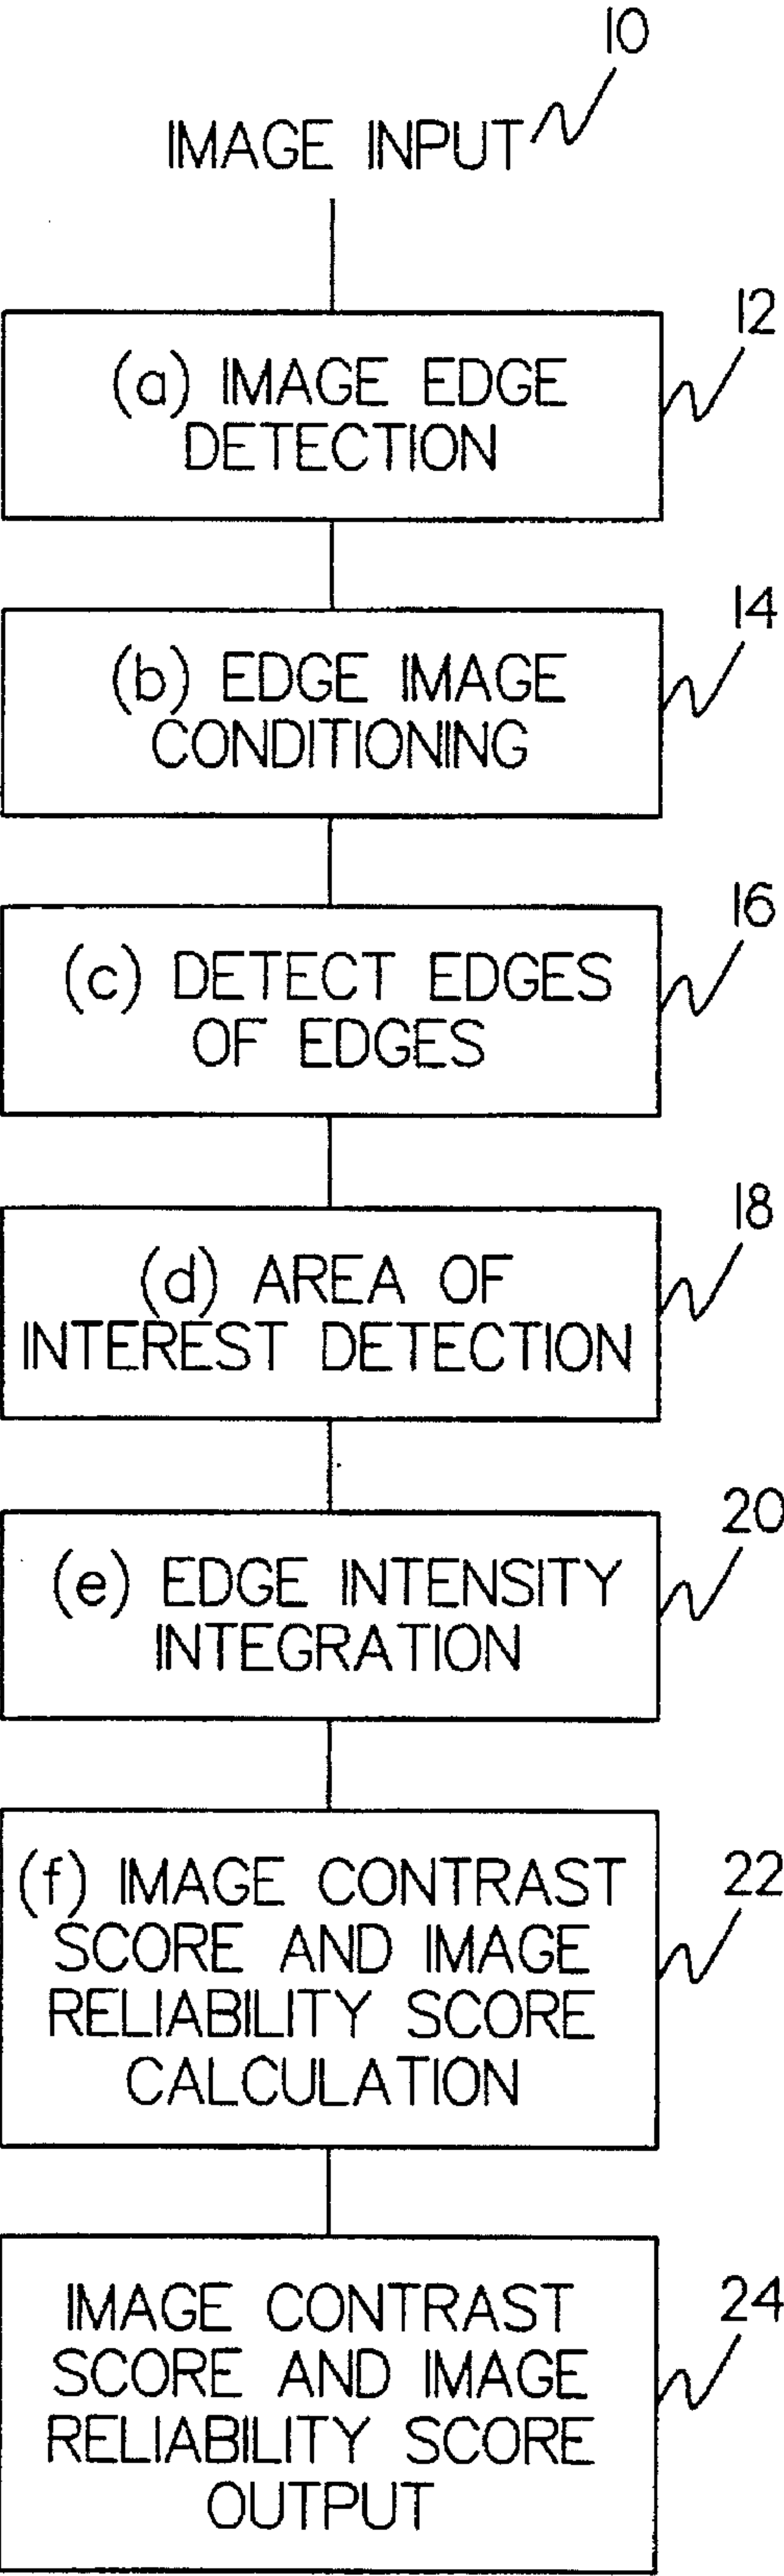 10
IMAGE INPUT
12
(a) IMAGE EDGE
DETECTION
14
(b) EDGE IMAGE
CONDITIONING
16
(c) DETECT EDGES
OF EDGES
18
(d) AREA OF
INTEREST DETECTION
20
(e) EDGE INTENSITY
INTEGRATION
22
(f) IMAGE CONTRAST
SCORE AND IMAGE
RELIABILITY SCORE
CALCULATION
24
IMAGE CONTRAST
SCORE AND IMAGE
RELIABILITY SCORE
OUTPUT